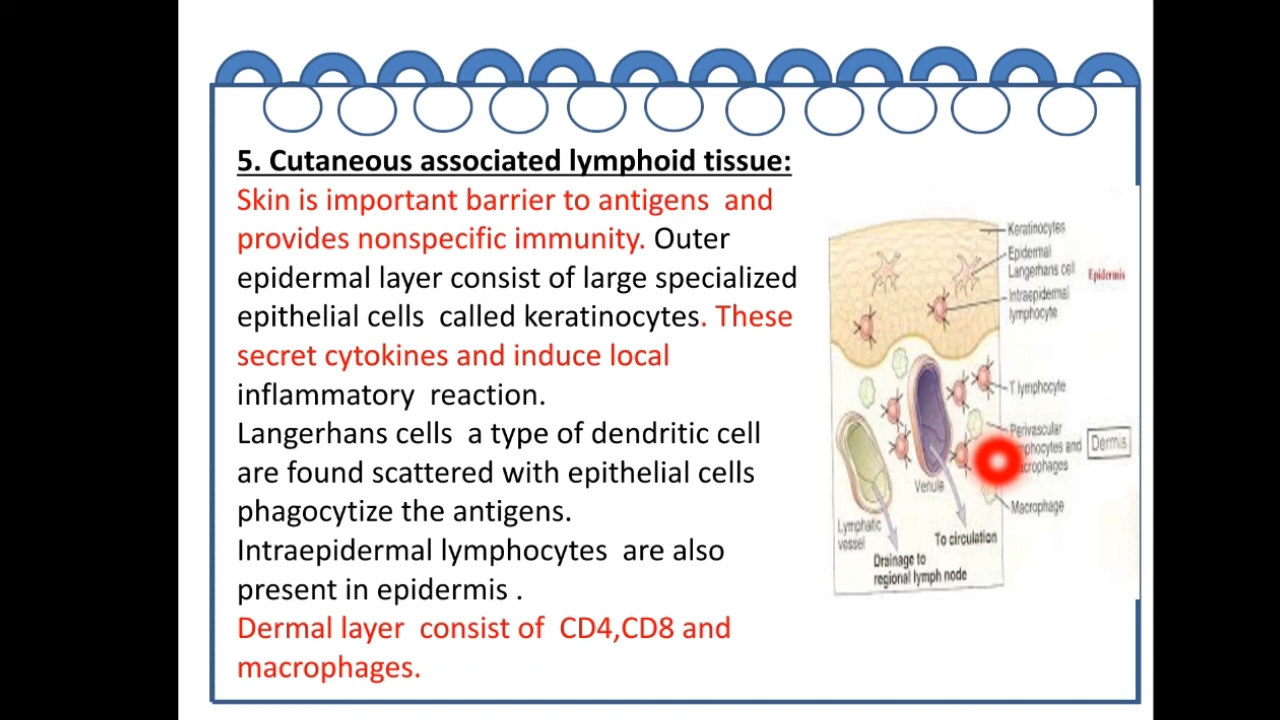 5. Cutaneous associated lymphoid tissue:
Skin is important barrier to antigens and
provides nonspecific immunity. Outer
epidermal layer consist of large specialized
epithelial cells called keratinocytes. These
secret cytokines and induce local
inflammatory reaction.
Langerhans cells a type of dendritic cell
are found scattered with epithelial cells
phagocytize the antigens.
Intraepidermal lymphocytes are also
present in epidermis .
Dermal layer consist of CD4,CD8 and
macrophages.
Keratinocytes
Epidermal
Langerhans cell
Epidermis
Intraepidermal
lymphocyte
T lymphocyte
Perivascular
and
Dermis
Venule
Macrophage
Lymphatic
vessel
To circulation
Drainage to
regional lymph node